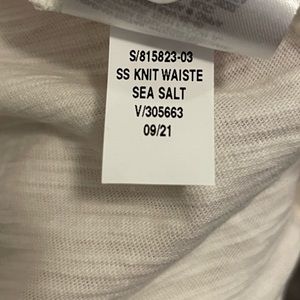 S/815823-03
SS KNIT WAISTE
SEA SALT
V/305663
09/21